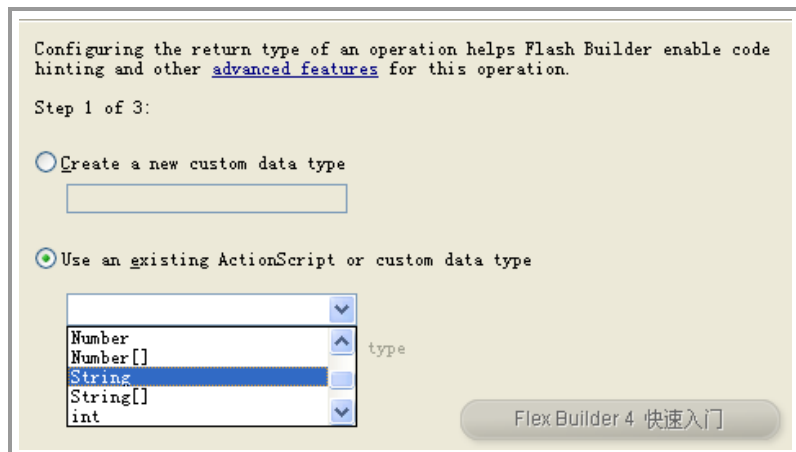 Configuring the return type of an operation helps Flash Builder enable code
hinting and other advanced features for this operation.
Step 1 of 3:
Create a new custom data type
Use an existing ActionScript or custom data type
Number
Number[]
type
String
String[]
int
Flex Builder 4 快速入门